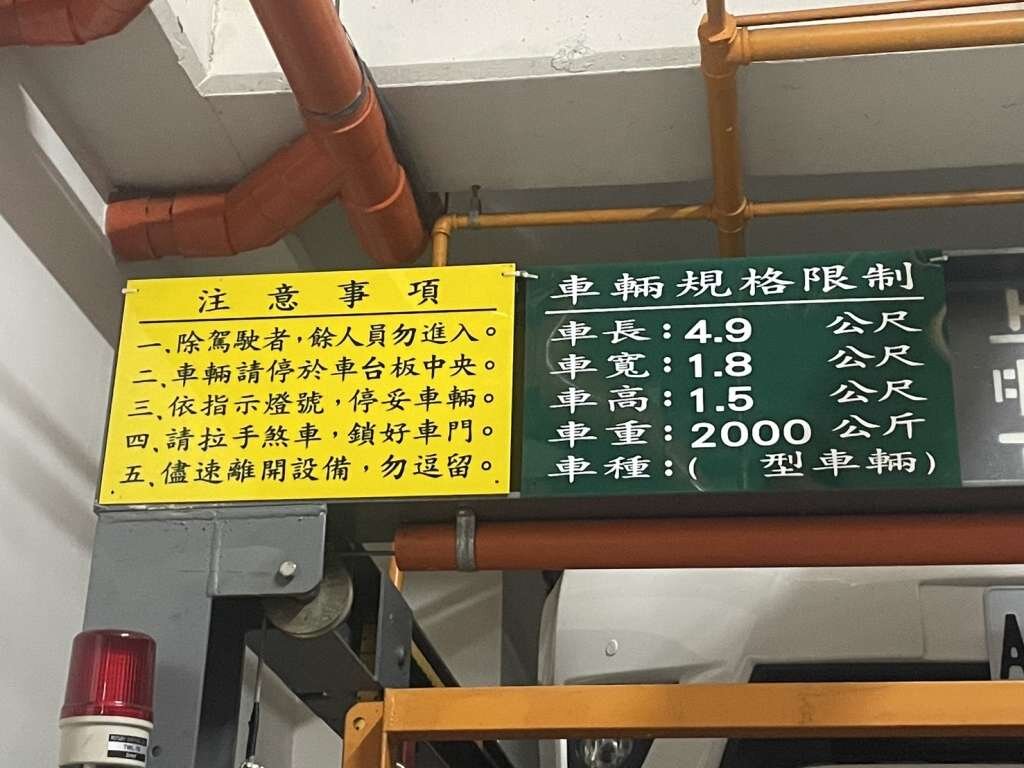 注意事項
一、除駕駛者，餘人員勿進入。
二、車輛請停於車台板中央。
三、依指示燈號，停妥車輛。
四、請拉手煞車，鎖好車門。
五、儘速離開設備，勿逗留。
車輛規格限制
車長：4.9 公尺
車寬：1.8 公尺
車高：1.5 公尺
車重：2000 公斤
車種：( 型車輛)